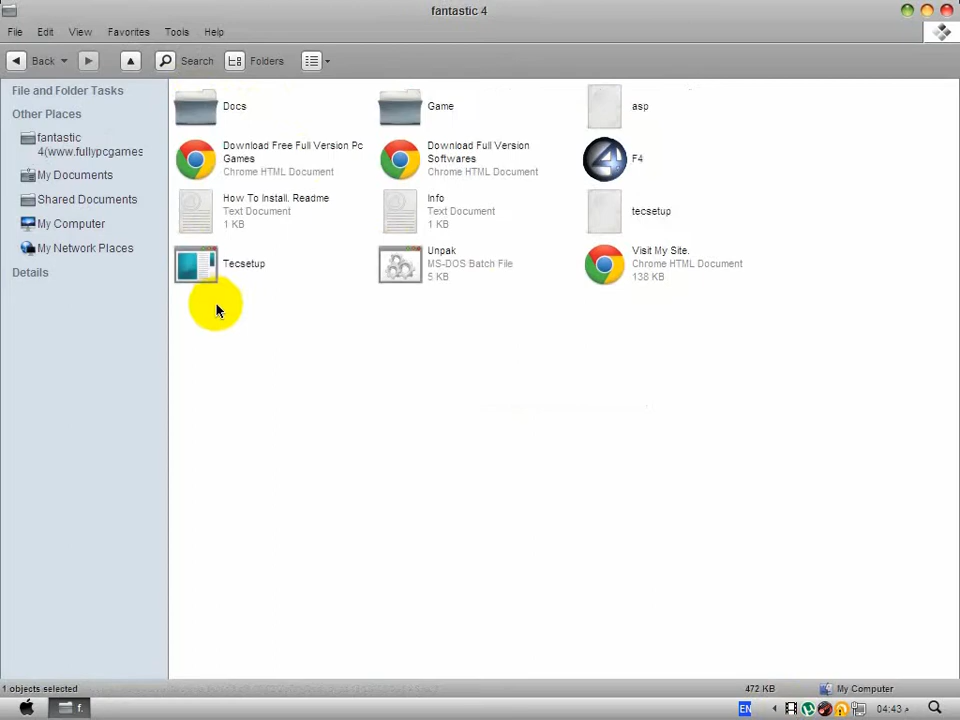 fantastic 4
File Edit View Favorites Tools Help
Back Search Folders
File and Folder Tasks
Other Places
fantastic
4(www.fullypcgames
My Documents
Shared Documents
My Computer
My Network Places
Details
Docs
Game
asp
Download Free Full Version Pc
Games
Chrome HTML Document
Download Full Version
Softwares
Chrome HTML Document
F4
How To Install. Readme
Text Document
1 KB
Info
Text Document
1 KB
tecsetup
Tecsetup
Unpak
MS-DOS Batch File
5 KB
Visit My Site.
Chrome HTML Document
138 KB
1 objects selected
472 KB
My Computer
f.
EN
04:43 م